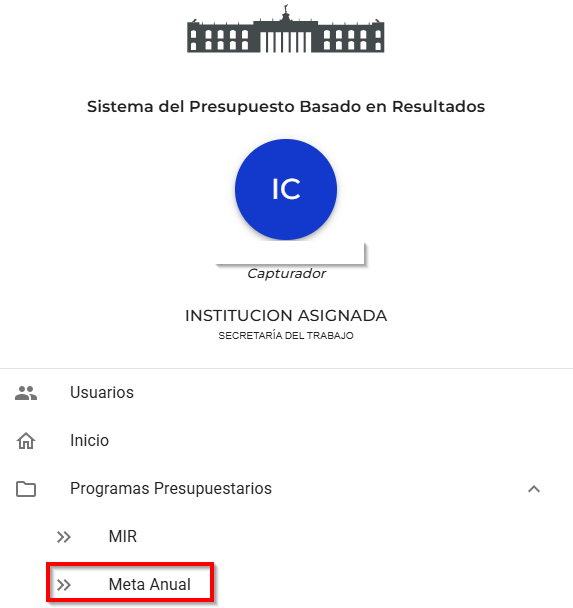 Sistema del Presupuesto Basado en Resultados
IC
Capturador
INSTITUCION ASIGNADA
SECRETARÍA DEL TRABAJO
Usuarios
Inicio
Programas Presupuestarios
MIR
Meta Anual